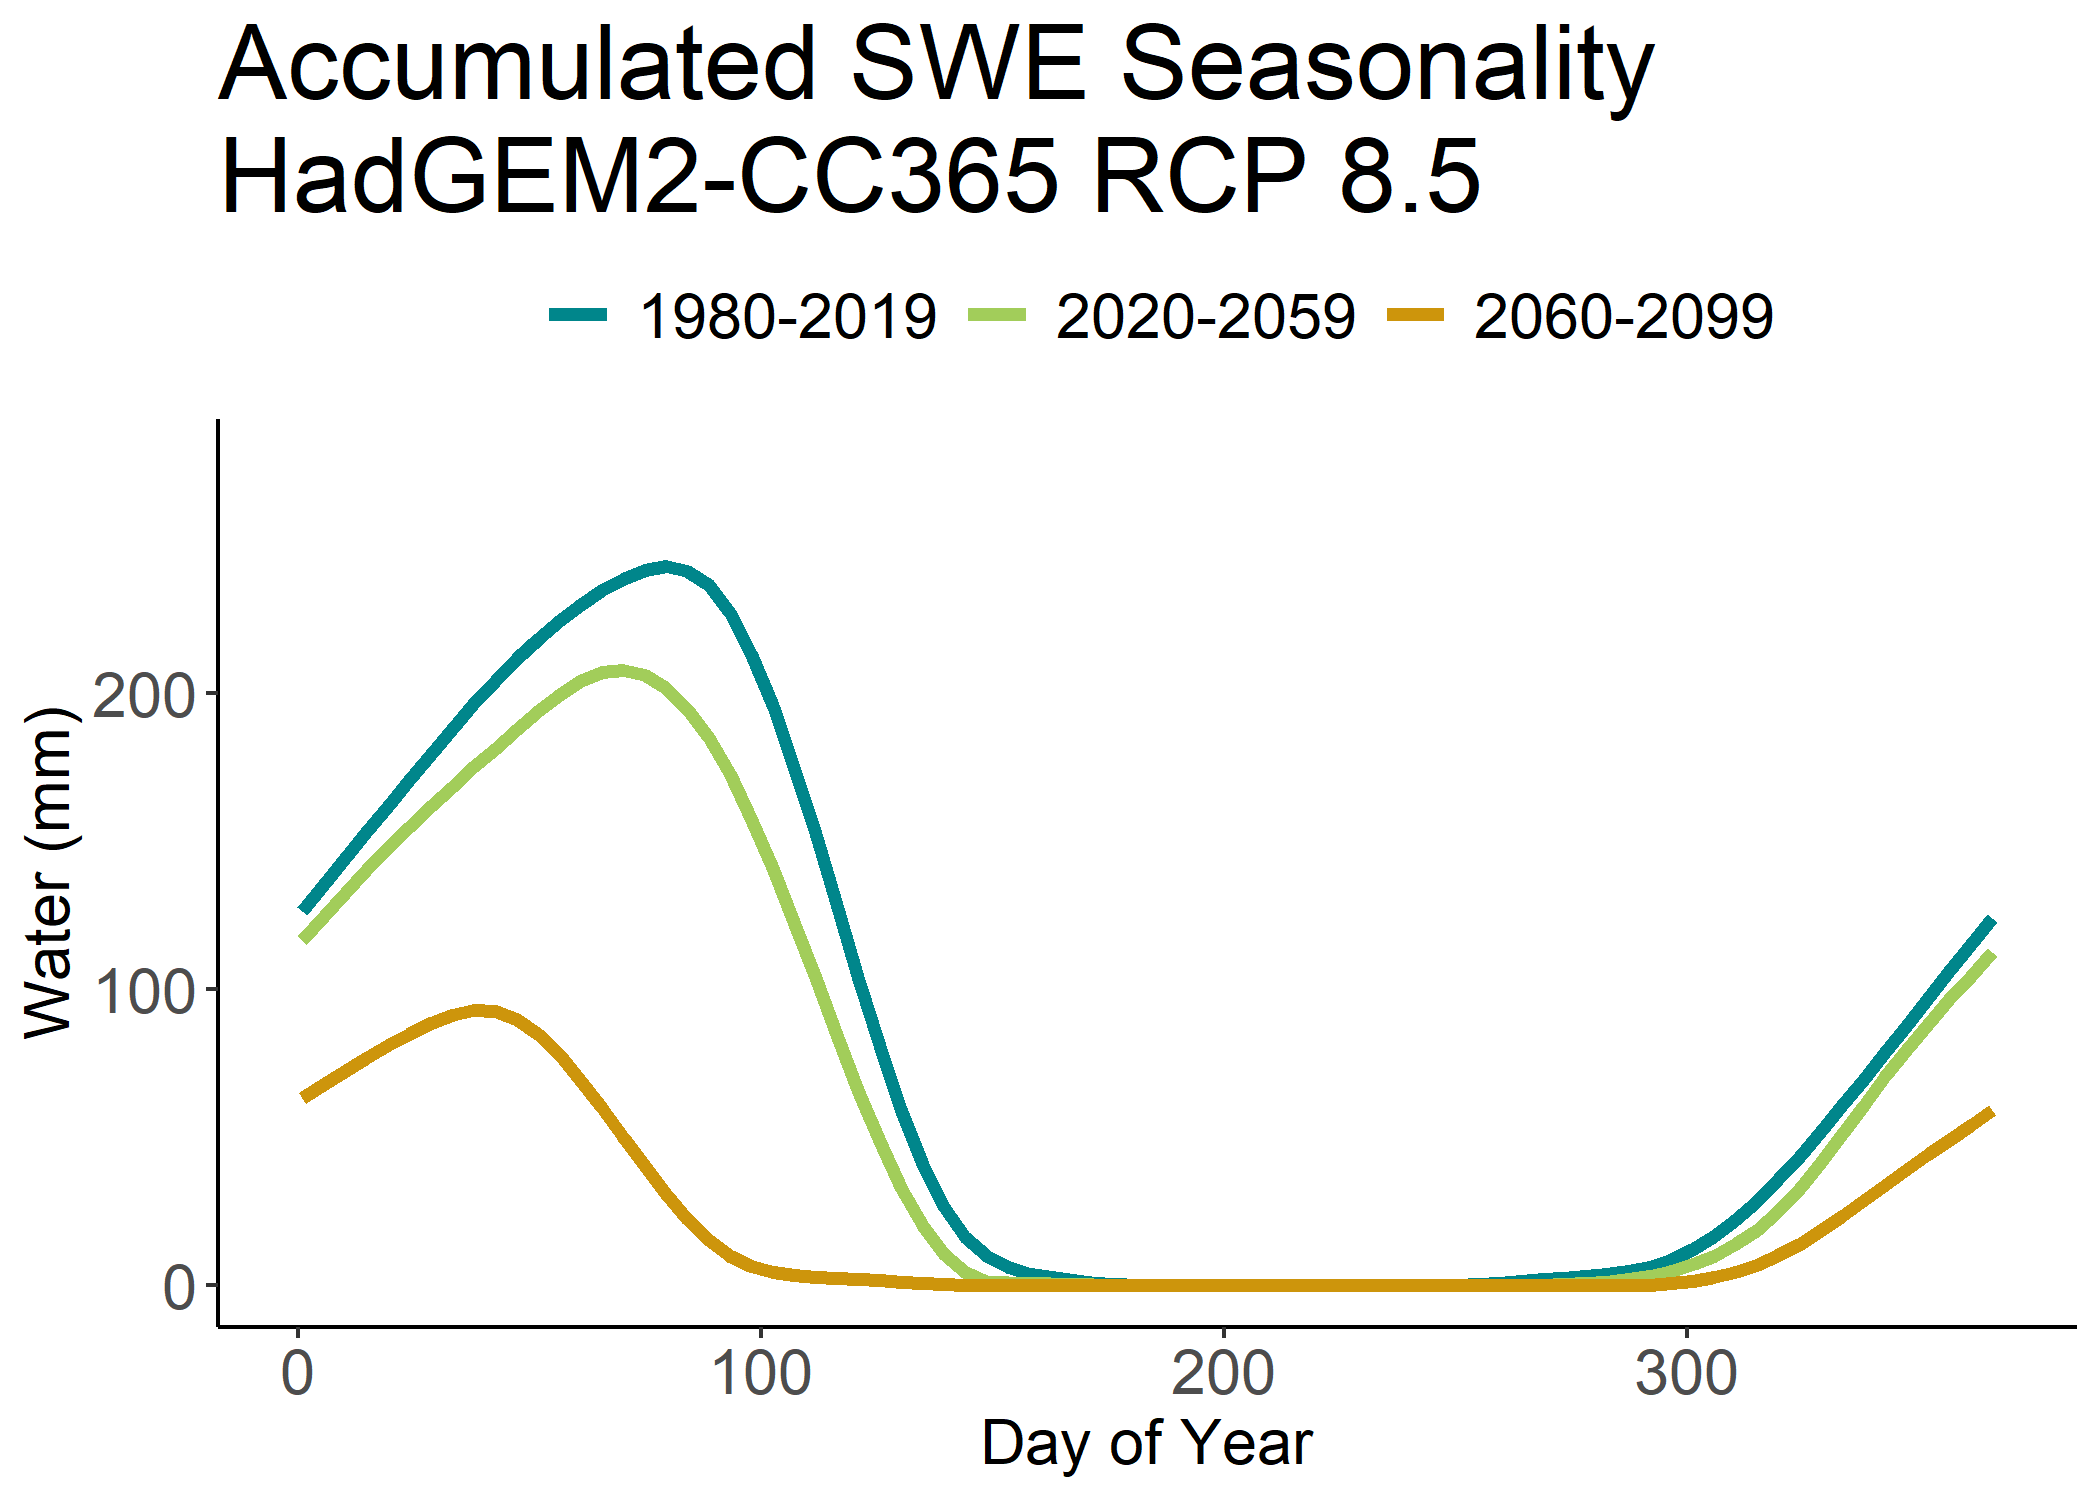 Accumulated SWE Seasonality
HadGEM2-CC365 RCP 8.5
1980-2019 2020-2059 2060-2099
Water (mm)
200
100
0
0 100 200 300
Day of Year